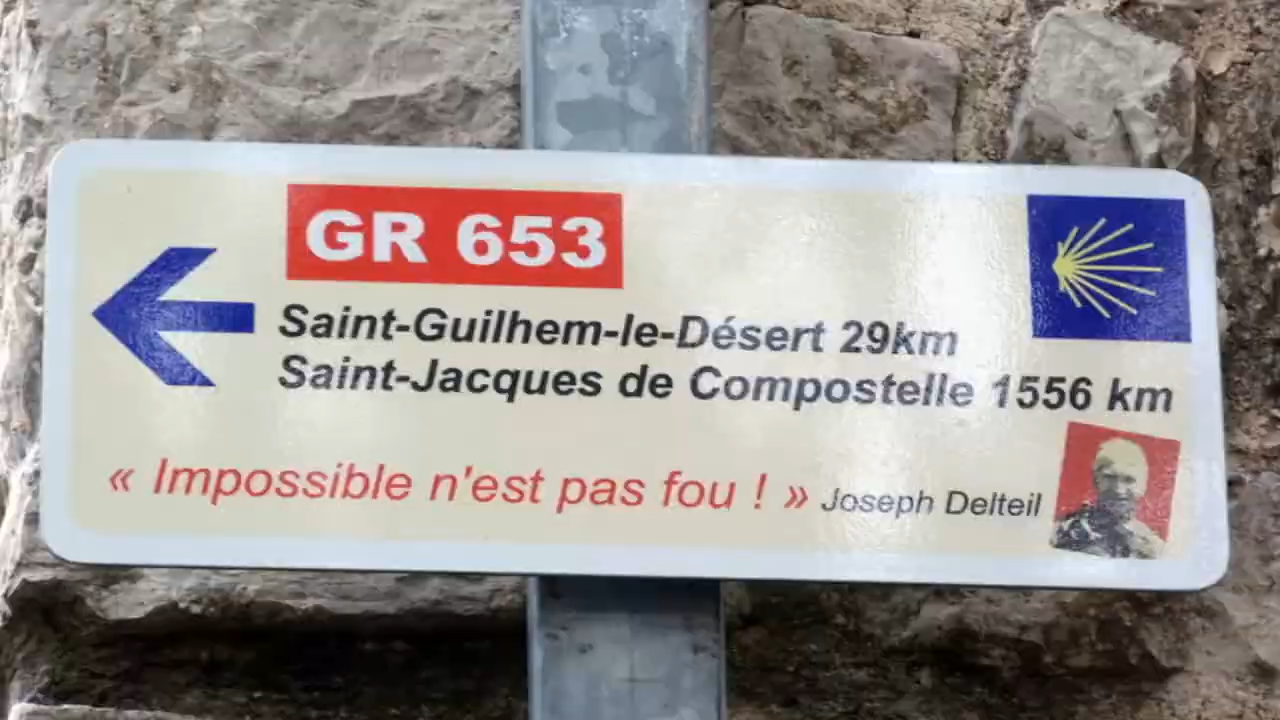 GR 653
Saint-Guilhem-le-Désert 29km
Saint-Jacques de Compostelle 1556 km
« Impossible n'est pas fou ! » Joseph Delteil